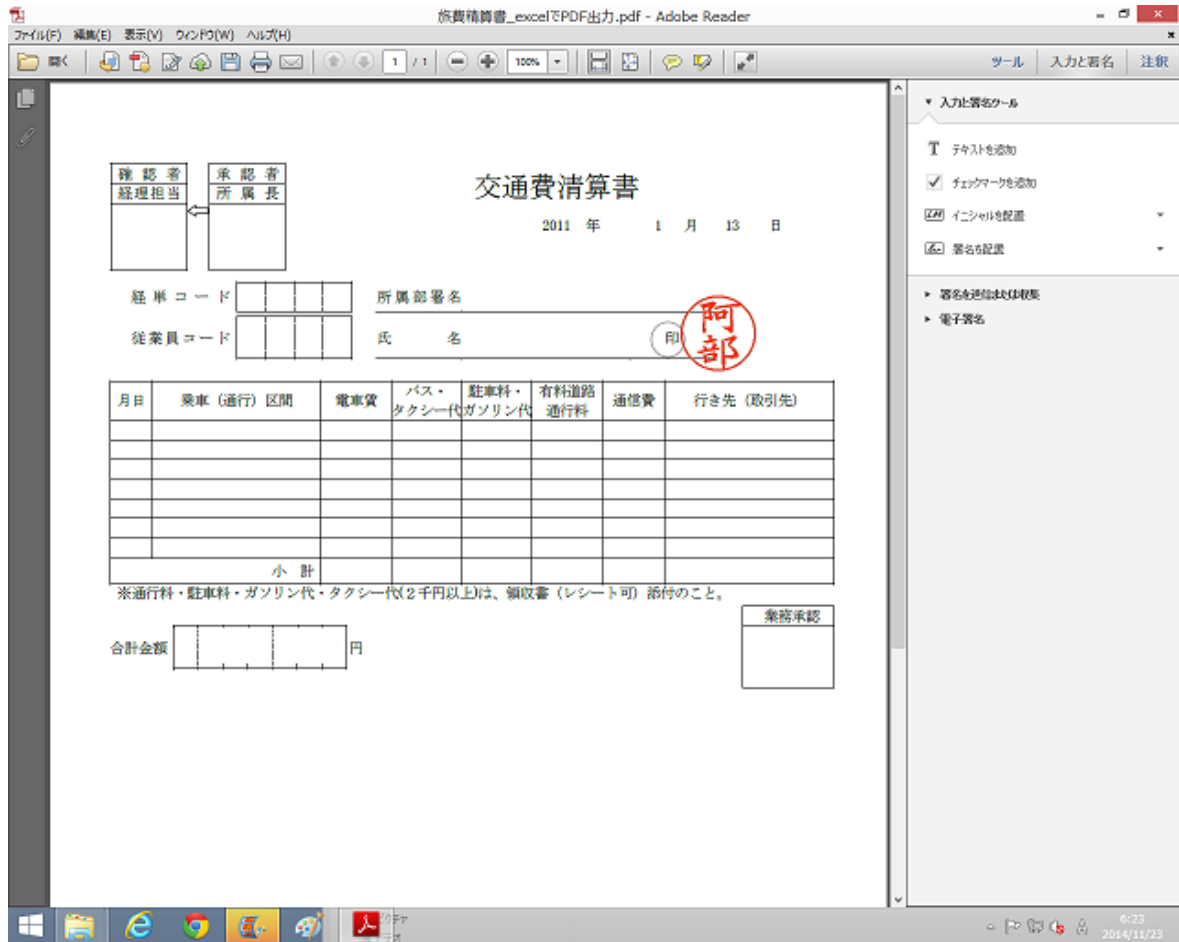 旅費精算書_excelでPDF出力.pdf - Adobe Reader
ファイル(F) 編集(E) 表示(V) ウィンドウ(W) ヘルプ(H)
開く 1 / 1 100% ツール 入力と署名 注釈
入力と署名ツール
テキストを追加
チェックマークを追加
イニシャルを配置
署名を配置
署名を送信または収集
電子署名
確認者 承認者
経理担当 所属長
交通費清算書
2011 年 1 月 13 日
経単コード 所属部署名
従業員コード 氏 名 印 阿部
月日 乗車（通行）区間 電車賃 バス・タクシー代 駐車料・ガソリン代 有料道路通行料 通信費 行き先（取引先）
小 計
※通行料・駐車料・ガソリン代・タクシー代(2千円以上)は、領収書（レシート可）添付のこと。
業務承認
合計金額 円
6:23
2014/11/23